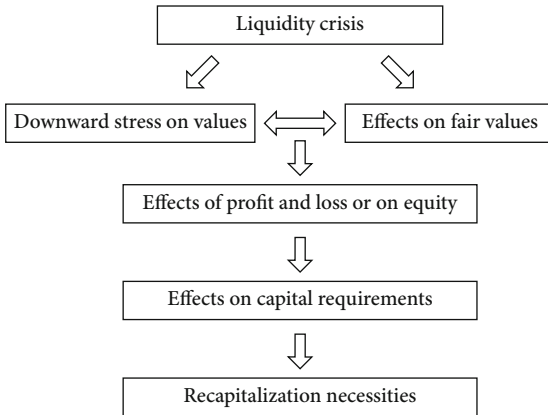 Liquidity crisis
Downward stress on values
Effects on fair values
Effects of profit and loss or on equity
Effects on capital requirements
Recapitalization necessities